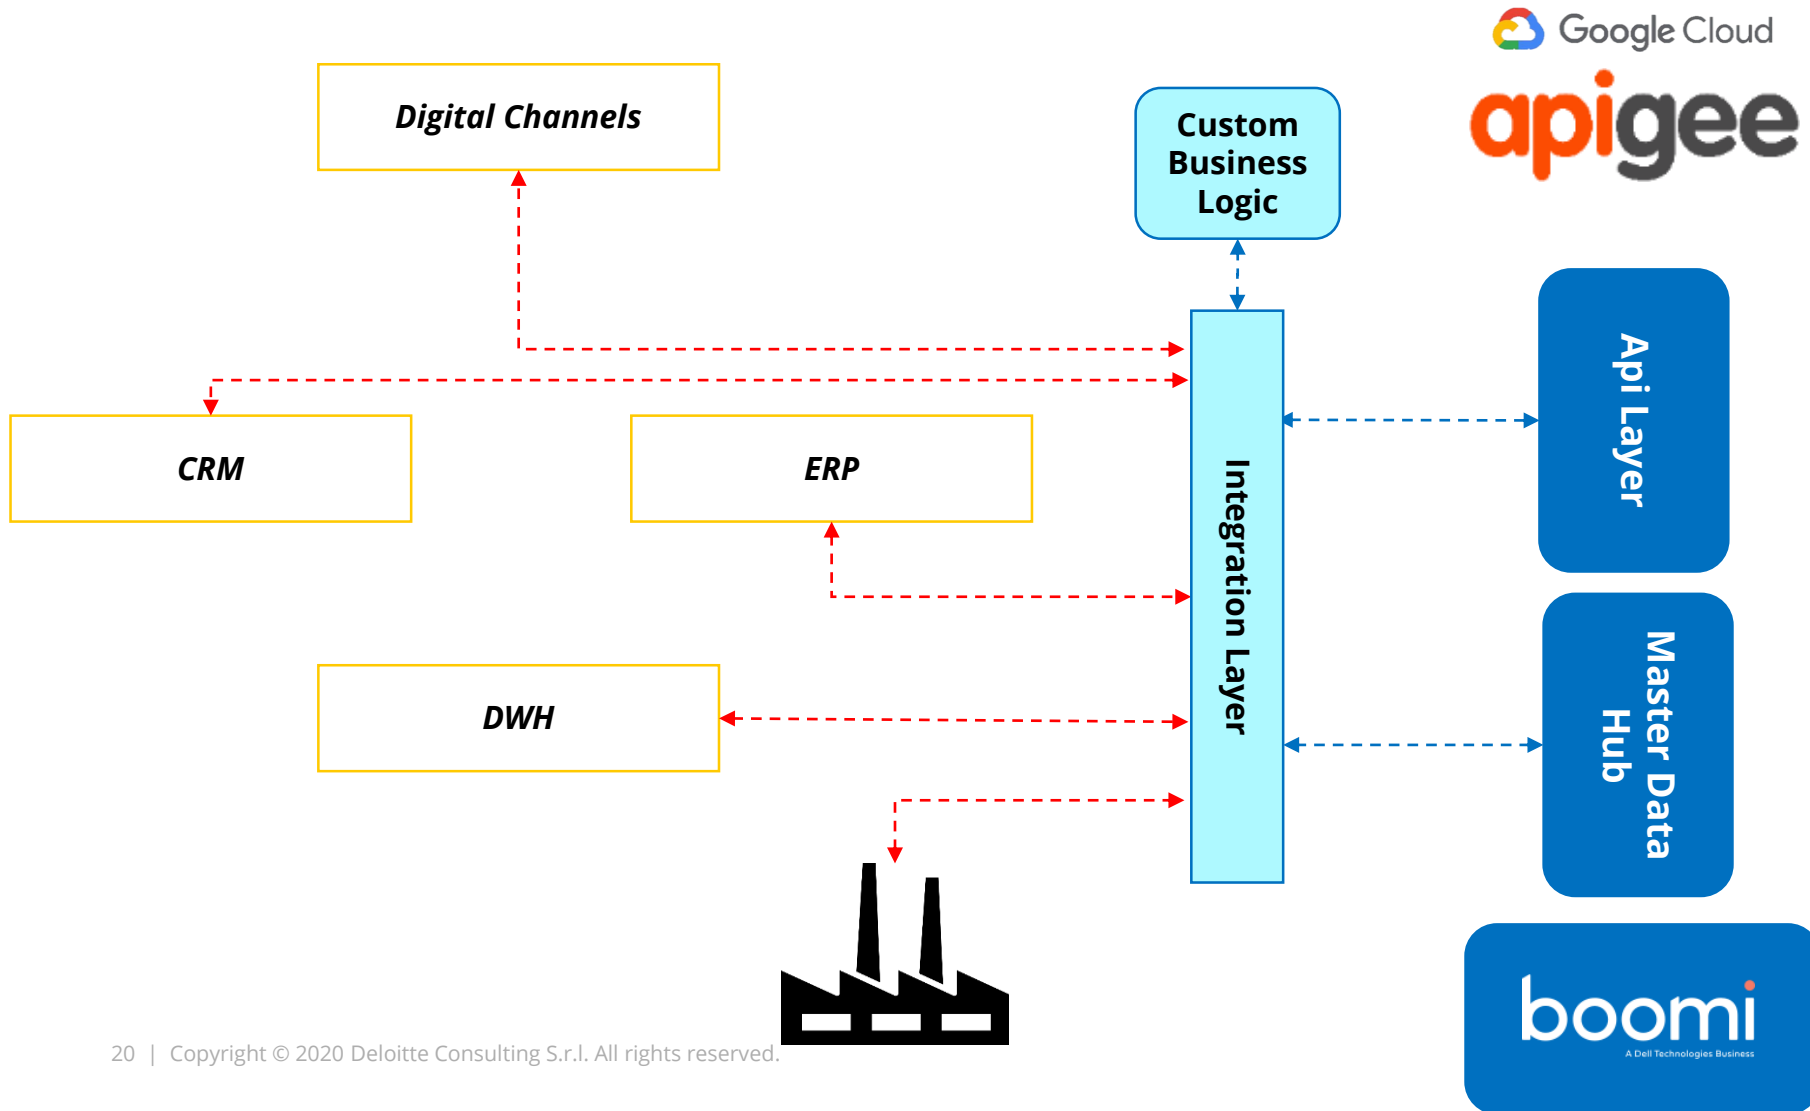 Google Cloud
apigee
Digital Channels
Custom
Business
Logic
Api Layer
CRM
ERP
Integration Layer
Master Data
Hub
DWH
boomi
A Dell Technologies Business
20 | Copyright © 2020 Deloitte Consulting S.r.l. All rights reserved.